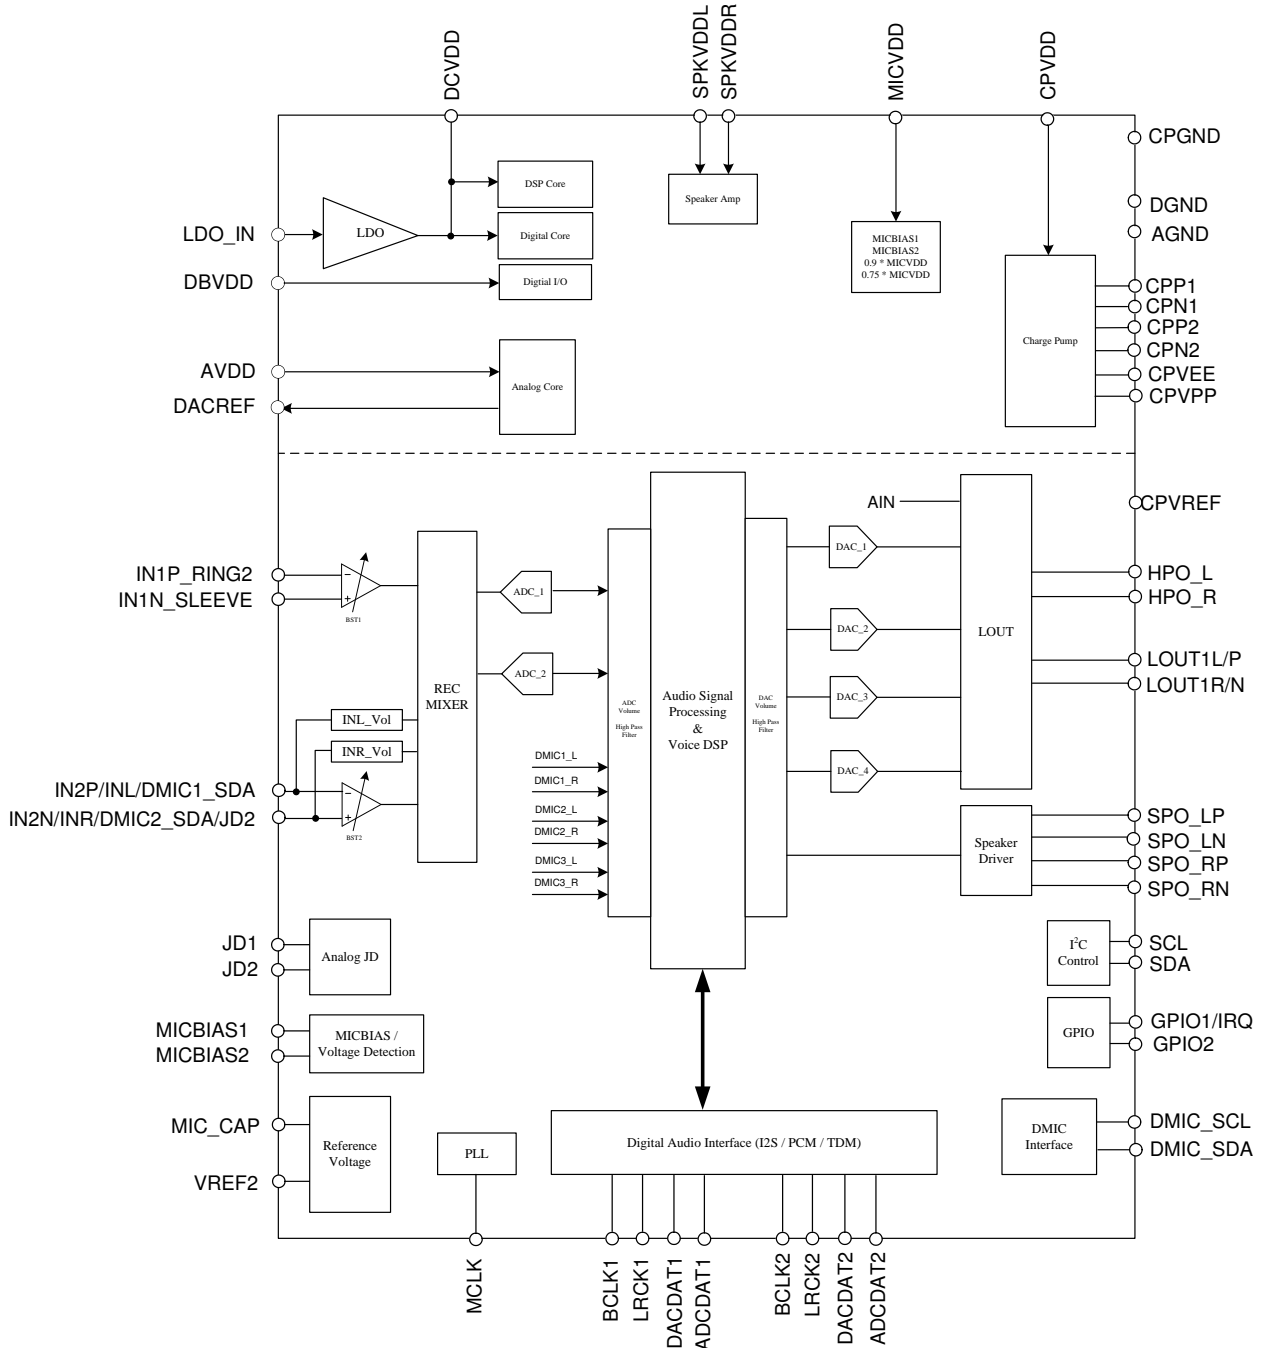 DCVDD
SPKVDDL
SPKVDDR
MICVDD
CPVDD
CPGND
DGND
AGND
DSP Core
Speaker Amp
LDO_IN
LDO
Digital Core
MICBIAS1
MICBIAS2
0.9 * MICVDD
0.75 * MICVDD
DBVDD
Digtial I/O
Charge Pump
CPP1
CPN1
CPP2
CPN2
CPVEE
CPVPP
AVDD
DACREF
Analog Core
AIN
CPVREF
IN1P_RING2
IN1N_SLEEVE
BST1
REC
MIXER
ADC_1
ADC_2
ADC
Volume
High Pass
Filter
Audio Signal
Processing
&
Voice DSP
DAC
Volume
High Pass
Filter
DAC_1
DAC_2
DAC_3
DAC_4
LOUT
HPO_L
HPO_R
LOUT1L/P
LOUT1R/N
INL_Vol
INR_Vol
IN2P/INL/DMIC1_SDA
IN2N/INR/DMIC2_SDA/JD2
BST2
DMIC1_L
DMIC1_R
DMIC2_L
DMIC2_R
DMIC3_L
DMIC3_R
Speaker
Driver
SPO_LP
SPO_LN
SPO_RP
SPO_RN
JD1
JD2
Analog JD
I²C
Control
SCL
SDA
MICBIAS1
MICBIAS2
MICBIAS /
Voltage Detection
GPIO
GPIO1/IRQ
GPIO2
MIC_CAP
VREF2
Reference
Voltage
PLL
Digital Audio Interface (I2S / PCM / TDM)
DMIC
Interface
DMIC_SCL
DMIC_SDA
MCLK
BCLK1
LRCK1
DACDAT1
ADCDAT1
BCLK2
LRCK2
DACDAT2
ADCDAT2